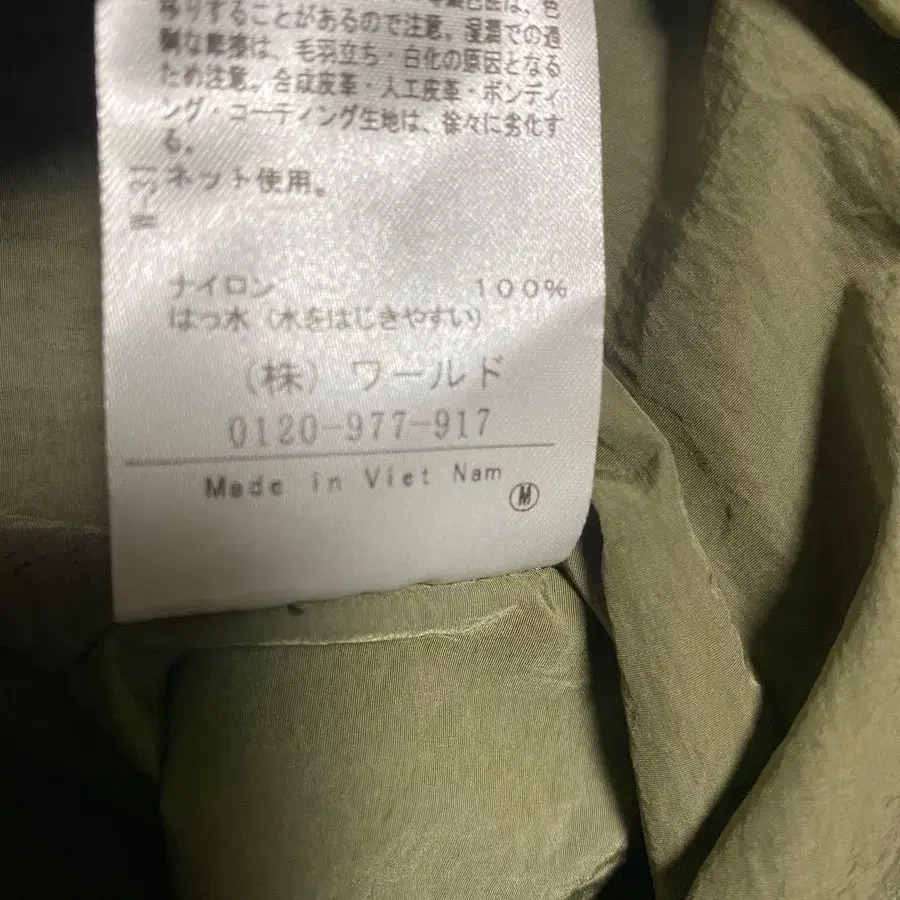 濃色品は、色
移りすることがあるので注意。湿潤での過
剰な摩擦は、毛羽立ち・白化の原因となる
ため注意。合成皮革・人工皮革・ボンディ
ング・コーティング生地は、徐々に劣化す
る。
ネット使用。
ナイロン 100%
はっ水（水をはじきやすい）
（株）ワールド
0120-977-917
Made in Viet Nam
M